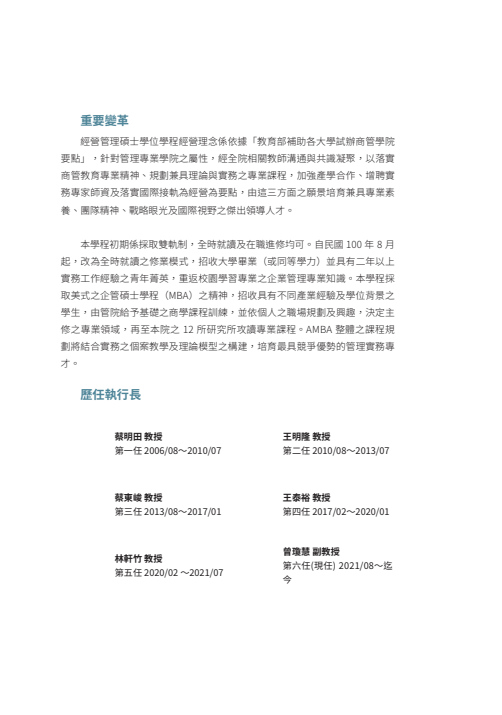 重要變革
經營管理碩士學位學程經營理念係依據「教育部補助各大學試辦商管學院
要點」，針對管理專業學院之屬性，經全院相關教師溝通與共識凝聚，以落實
商管教育專業精神、規劃兼具理論與實務之專業課程，加強產學合作、增聘實
務專家師資及落實國際接軌為經營為要點，由這三方面之願景培育兼具專業素
養、團隊精神、戰略眼光及國際視野之傑出領導人才。
本學程初期係採取雙軌制，全時就讀及在職進修均可。自民國 100 年 8 月
起，改為全時就讀之修業模式，招收大學畢業（或同等學力）並具有二年以上
實務工作經驗之青年菁英，重返校園學習專業之企業管理專業知識。本學程採
取美式之企管碩士學程（MBA）之精神，招收具有不同產業經驗及學位背景之
學生，由管院給予基礎之商學課程訓練，並依個人之職場規劃及興趣，決定主
修之專業領域，再至本院之 12 所研究所攻讀專業課程。AMBA 整體之課程規
劃將結合實務之個案教學及理論模型之構建，培育最具競爭優勢的管理實務專
才。
歷任執行長
蔡明田 教授
第一任 2006/08～2010/07
王明隆 教授
第二任 2010/08～2013/07
蔡東峻 教授
第三任 2013/08～2017/01
王泰裕 教授
第四任 2017/02～2020/01
林軒竹 教授
第五任 2020/02 ～2021/07
曾瓊慧 副教授
第六任(現任) 2021/08～迄
今